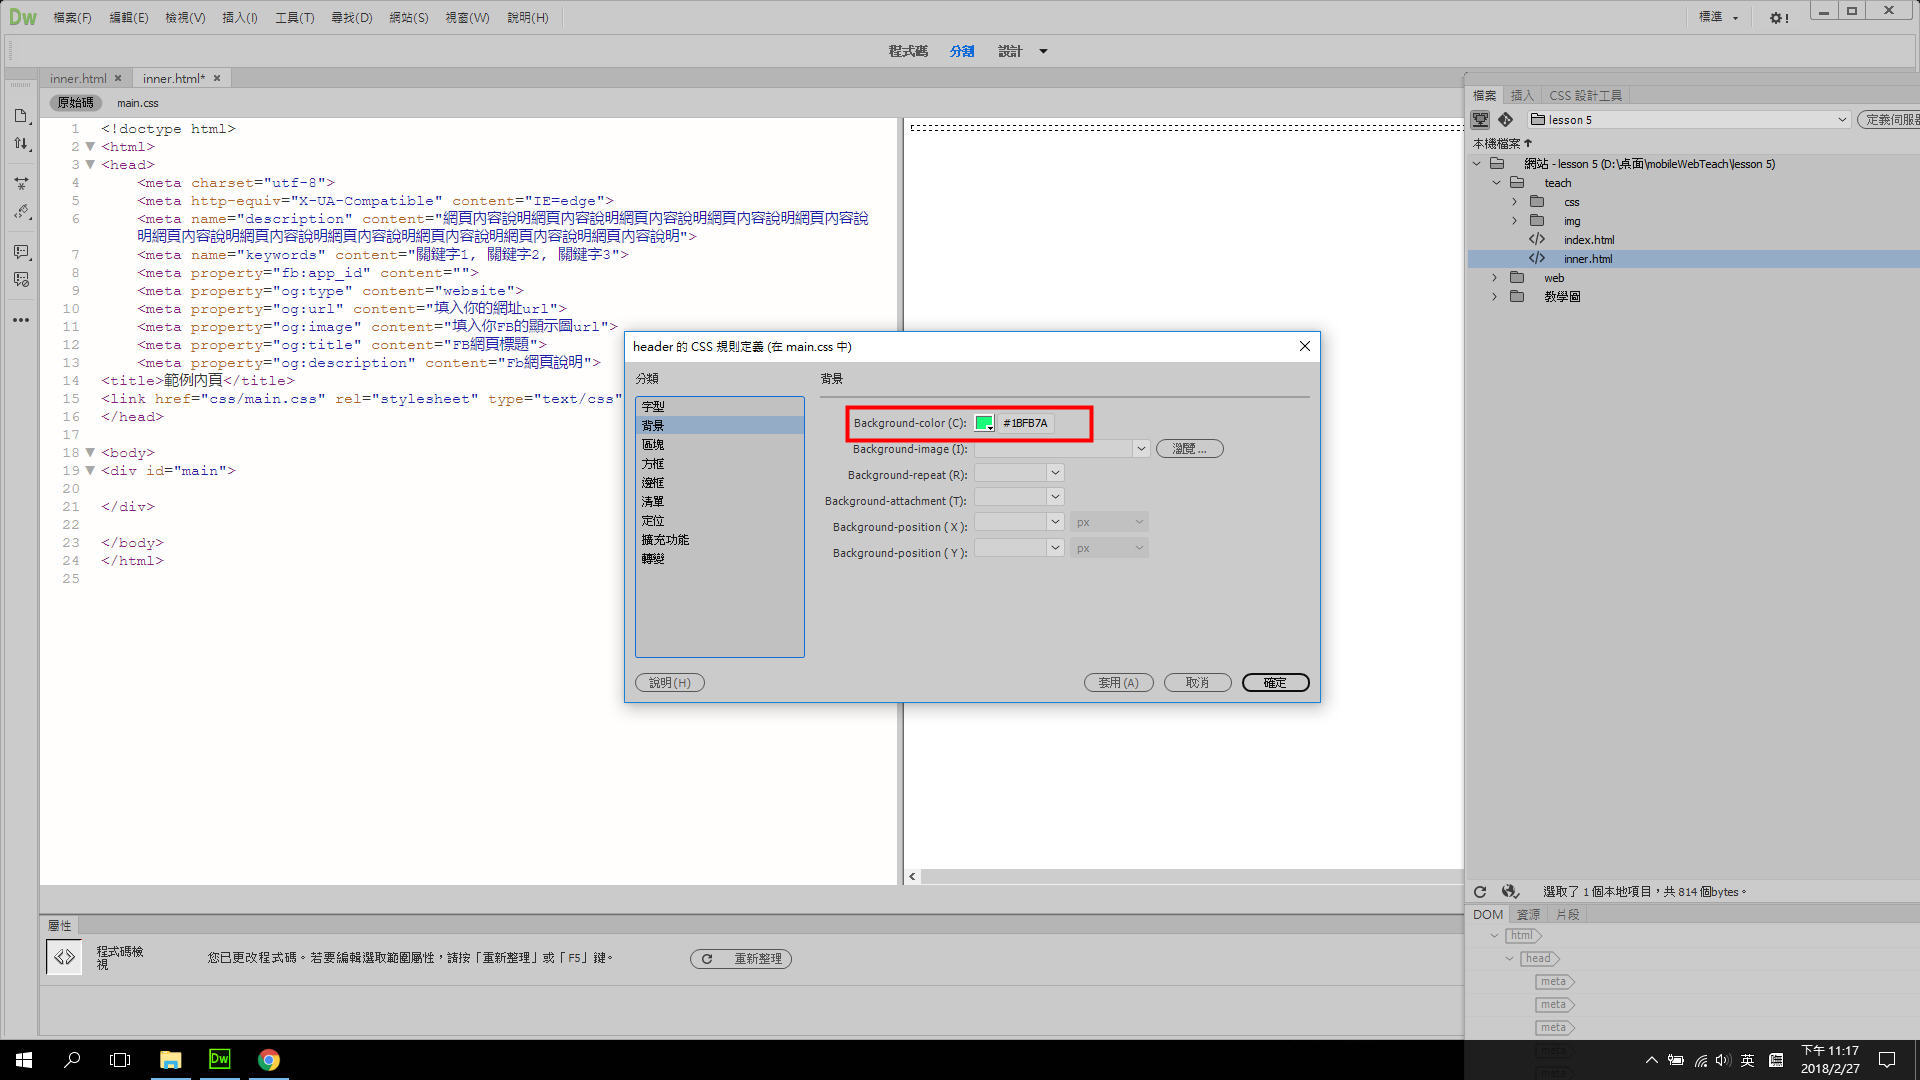 Dw 檔案(F) 編輯(E) 檢視(V) 插入(I) 工具(T) 尋找(D) 網站(S) 視窗(W) 說明(H) 標準
程式碼 分割 設計
inner.html inner.html*
原始碼 main.css
1 <!doctype html>
2 <html>
3 <head>
4 <meta charset="utf-8">
5 <meta http-equiv="X-UA-Compatible" content="IE=edge">
6 <meta name="description" content="網頁內容說明網頁內容說明網頁內容說明網頁內容說明網頁內容說
明網頁內容說明網頁內容說明網頁內容說明網頁內容說明網頁內容說明網頁內容說明">
7 <meta name="keywords" content="關鍵字1, 關鍵字2, 關鍵字3">
8 <meta property="fb:app_id" content="">
9 <meta property="og:type" content="website">
10 <meta property="og:url" content="填入你的網址url">
11 <meta property="og:image" content="填入你FB的顯示圖url">
12 <meta property="og:title" content="FB網頁標題">
13 <meta property="og:description" content="Fb網頁說明">
14 <title>範例內頁</title>
15 <link href="css/main.css" rel="stylesheet" type="text/css"
16 </head>
17
18 <body>
19 <div id="main">
20
21 </div>
22
23 </body>
24 </html>
25
header 的 CSS 規則定義 (在 main.css 中)
分類
字型
背景
區塊
方框
邊框
清單
定位
擴充功能
轉變
背景
Background-color (C): #1BFB7A
Background-image (I): 瀏覽 ...
Background-repeat (R):
Background-attachment (T):
Background-position ( X ): px
Background-position ( Y ): px
說明 (H) 套用 (A) 取消 確定
檔案 插入 CSS 設計工具
lesson 5 定義伺服器
本機檔案
網站 - lesson 5 (D:\桌面\mobileWebTeach\lesson 5)
teach
css
img
index.html
inner.html
web
教學圖
選取了 1 個本地項目，共 814 個bytes。
DOM 資源 片段
html
head
meta
meta
meta
meta
meta
屬性
程式碼檢
視
您已更改程式碼。若要編輯選取範圍屬性，請按「重新整理」或「F5」鍵。
重新整理
Dw
英
下午 11:17
2018/2/27